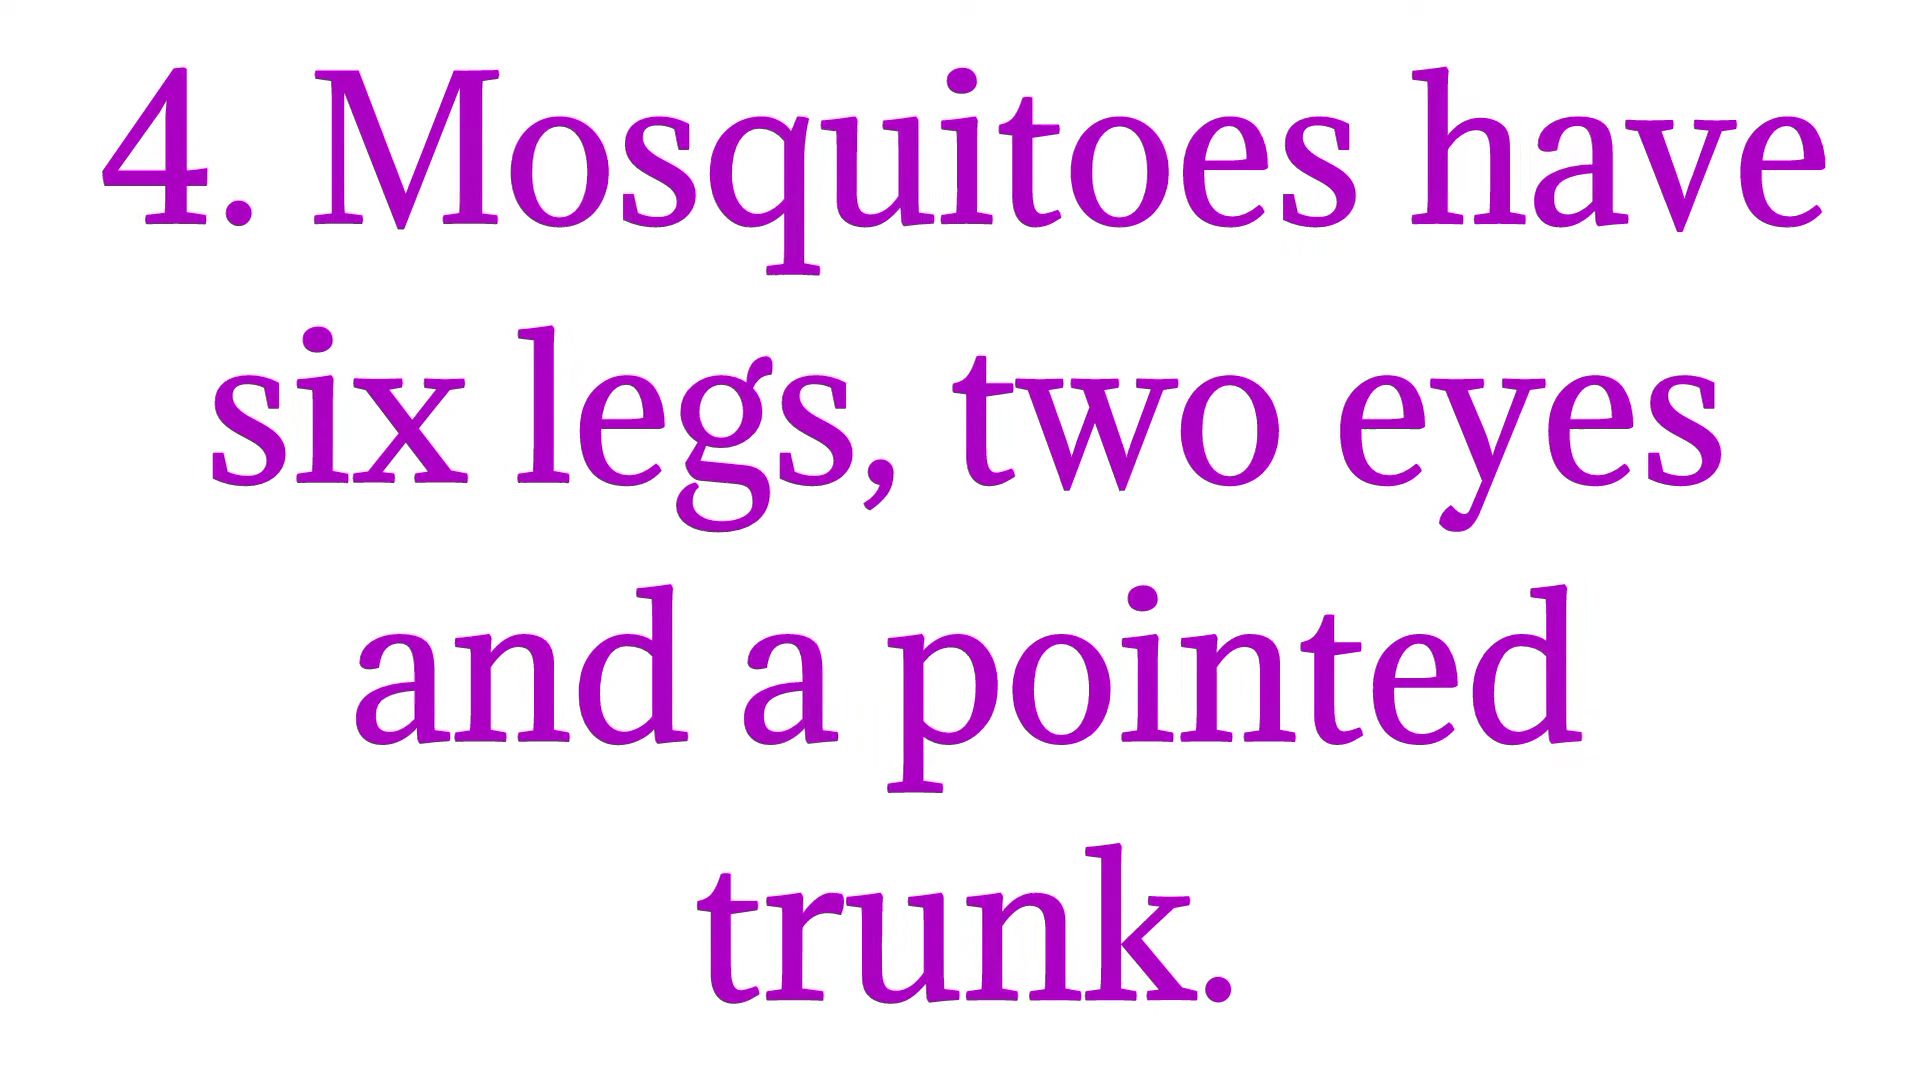 4. Mosquitoes have
six legs, two eyes
and a pointed
trunk.